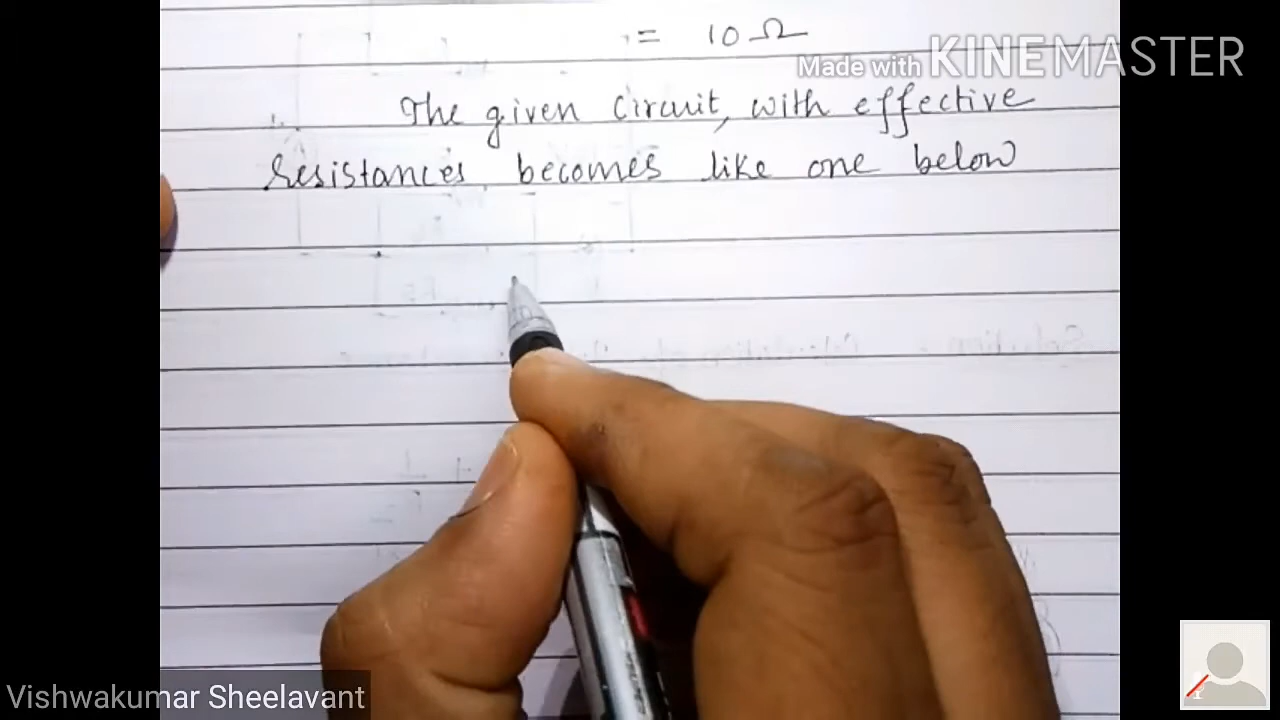 = 10 Ω
Made with KINEMASTER
The given circuit, with effective
resistances becomes like one below
Vishwakumar Sheelavant